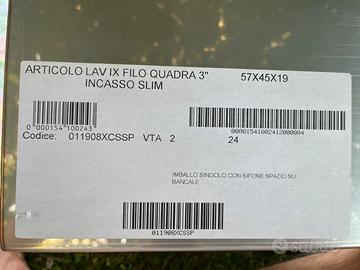 ARTICOLO LAV IX FILO QUADRA 3" 57X45X19
INCASSO SLIM
0"000154"100243"
00001541002412000004
Codice: 011908XCSSP VTA 2 24
IMBALLO SINGOLO CON SIFONE SPAZIO SU
BANCALE
011908XCSSP
subito